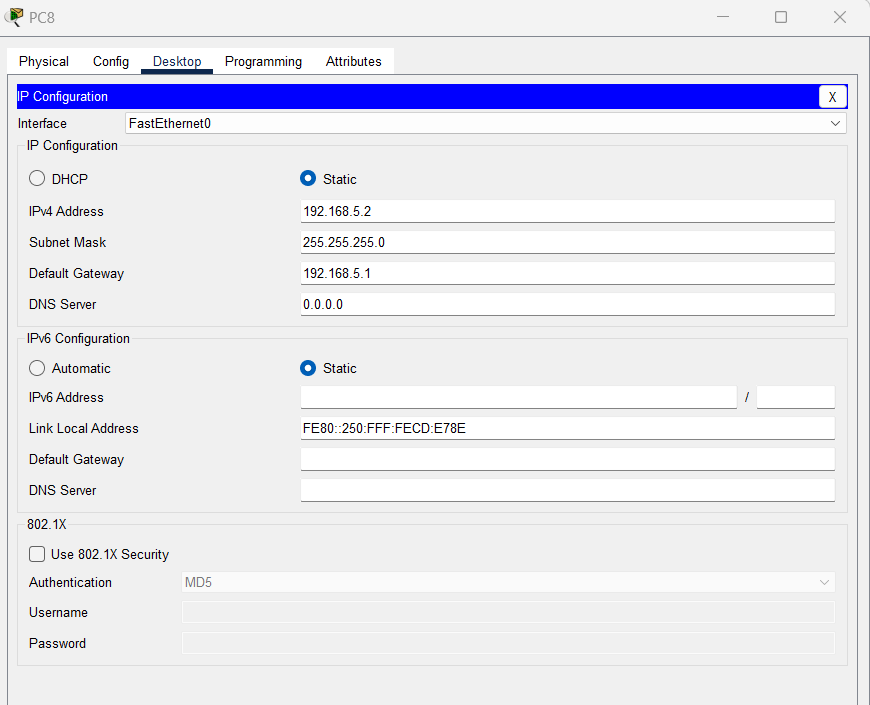 PC8
Physical Config Desktop Programming Attributes
IP Configuration X
Interface FastEthernet0
IP Configuration
DHCP Static
IPv4 Address 192.168.5.2
Subnet Mask 255.255.255.0
Default Gateway 192.168.5.1
DNS Server 0.0.0.0
IPv6 Configuration
Automatic Static
IPv6 Address /
Link Local Address FE80::250:FFF:FECD:E78E
Default Gateway
DNS Server
802.1X
Use 802.1X Security
Authentication MD5
Username
Password